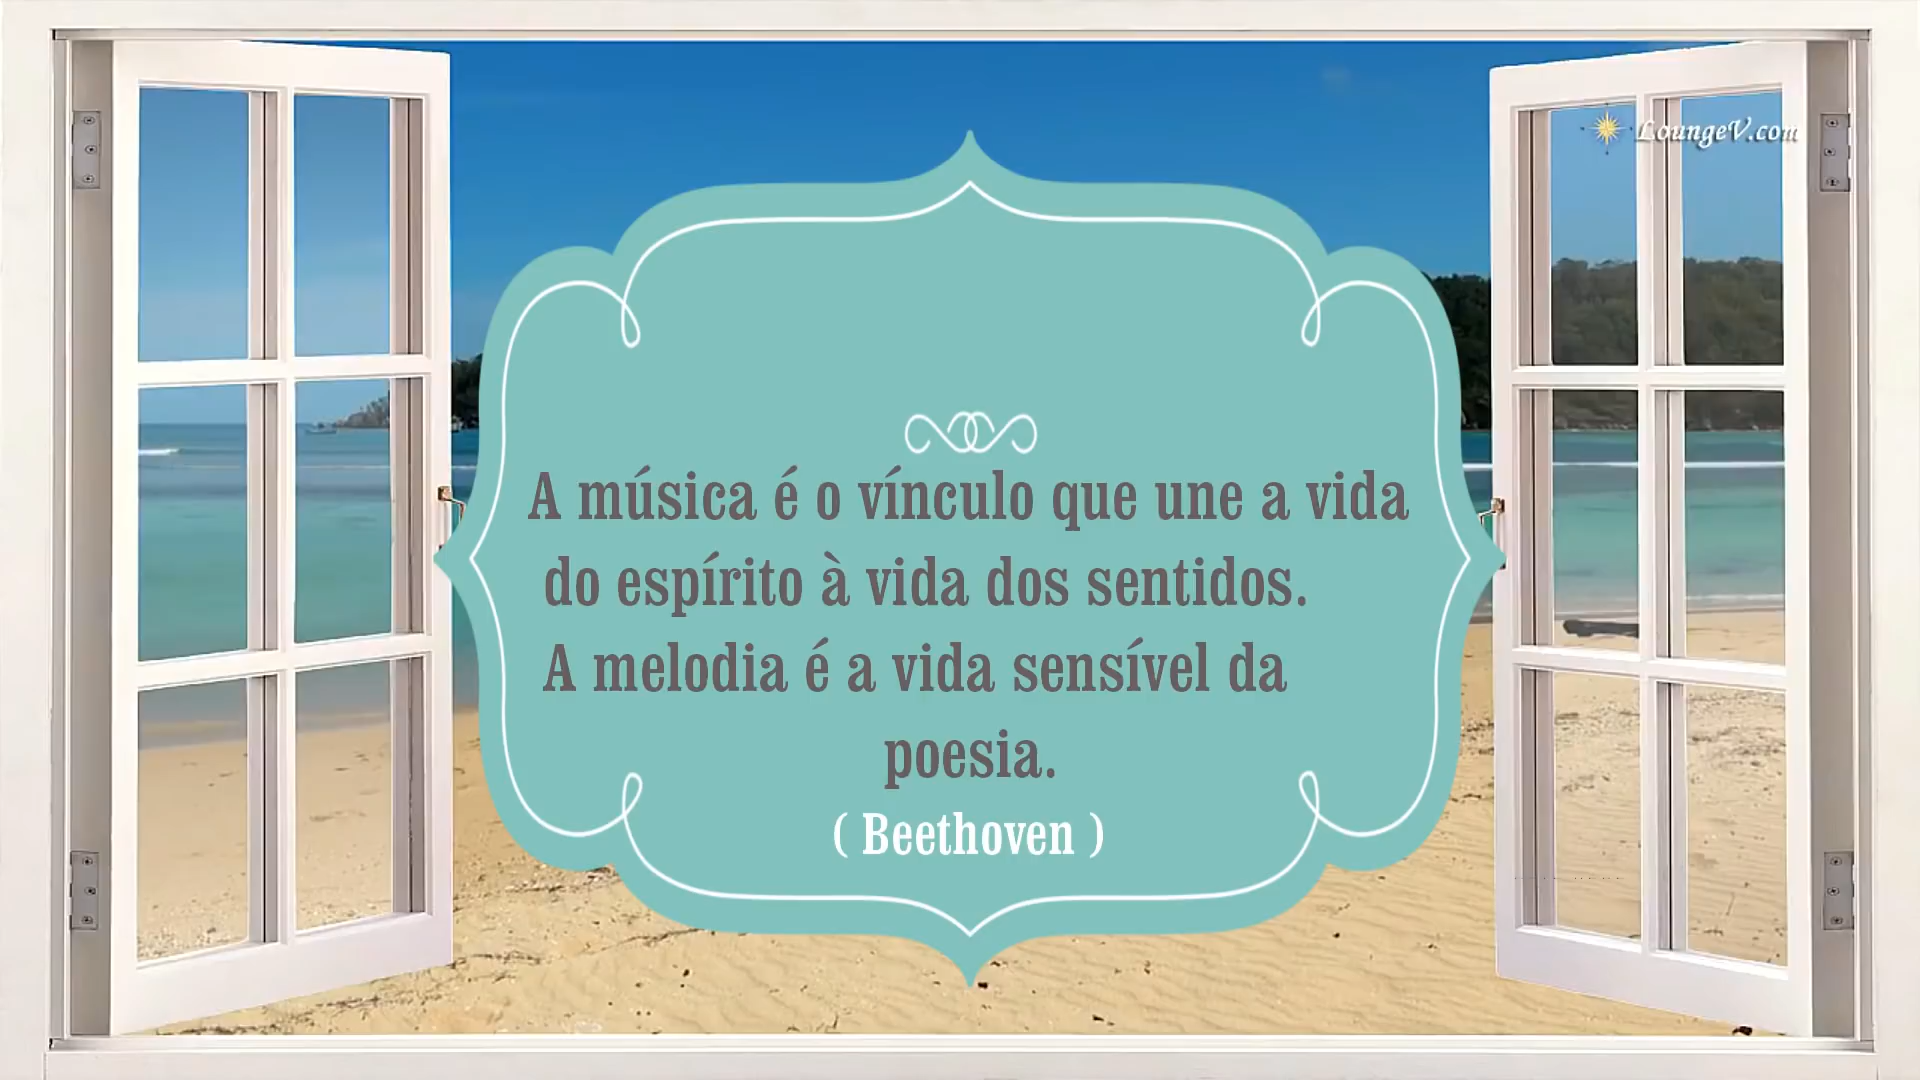 LoungeV.com
A música é o vínculo que une a vida
do espírito à vida dos sentidos.
A melodia é a vida sensível da
poesia.
( Beethoven )